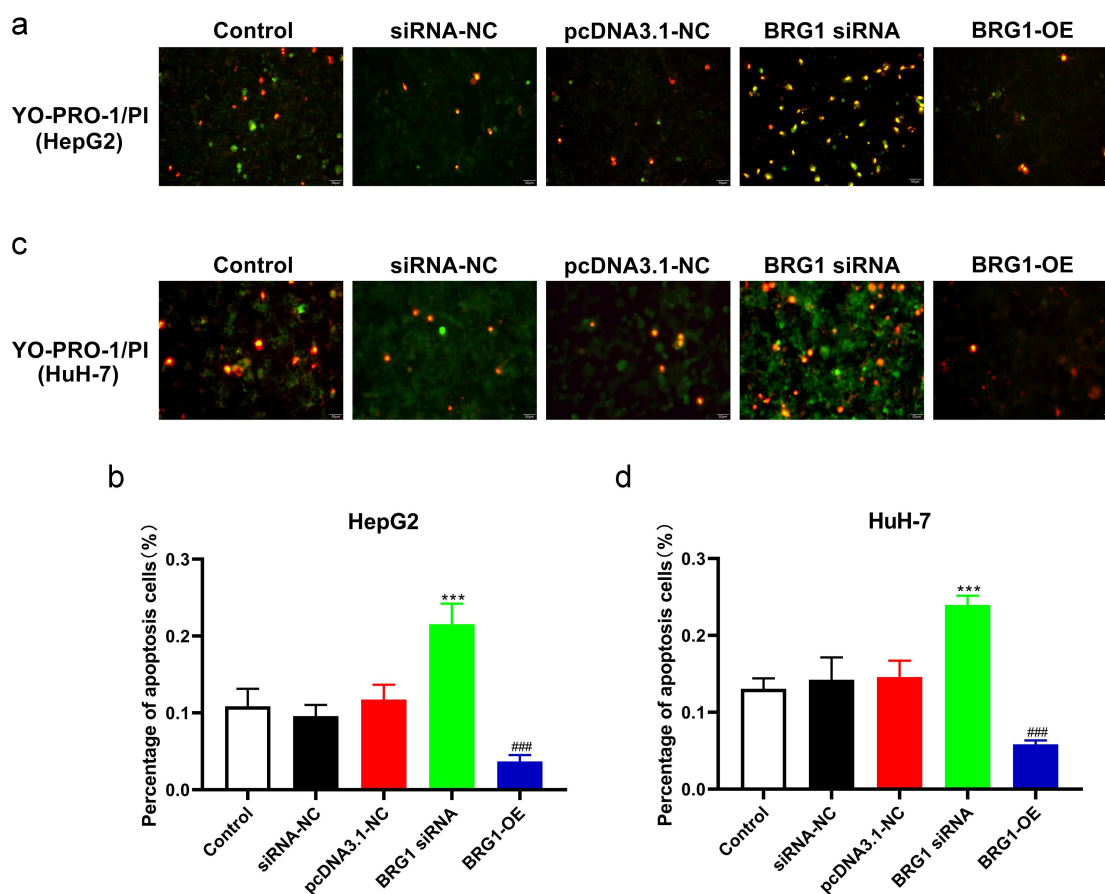 a
Control siRNA-NC pcDNA3.1-NC BRG1 siRNA BRG1-OE
YO-PRO-1/PI
(HepG2)
c
Control siRNA-NC pcDNA3.1-NC BRG1 siRNA BRG1-OE
YO-PRO-1/PI
(HuH-7)
b
HepG2
Percentage of apoptosis cells(%)
0.3
0.2
0.1
0.0
***
###
Control siRNA-NC pcDNA3.1-NC BRG1 siRNA BRG1-OE
d
HuH-7
Percentage of apoptosis cells(%)
0.3
0.2
0.1
0.0
***
###
Control siRNA-NC pcDNA3.1-NC BRG1 siRNA BRG1-OE